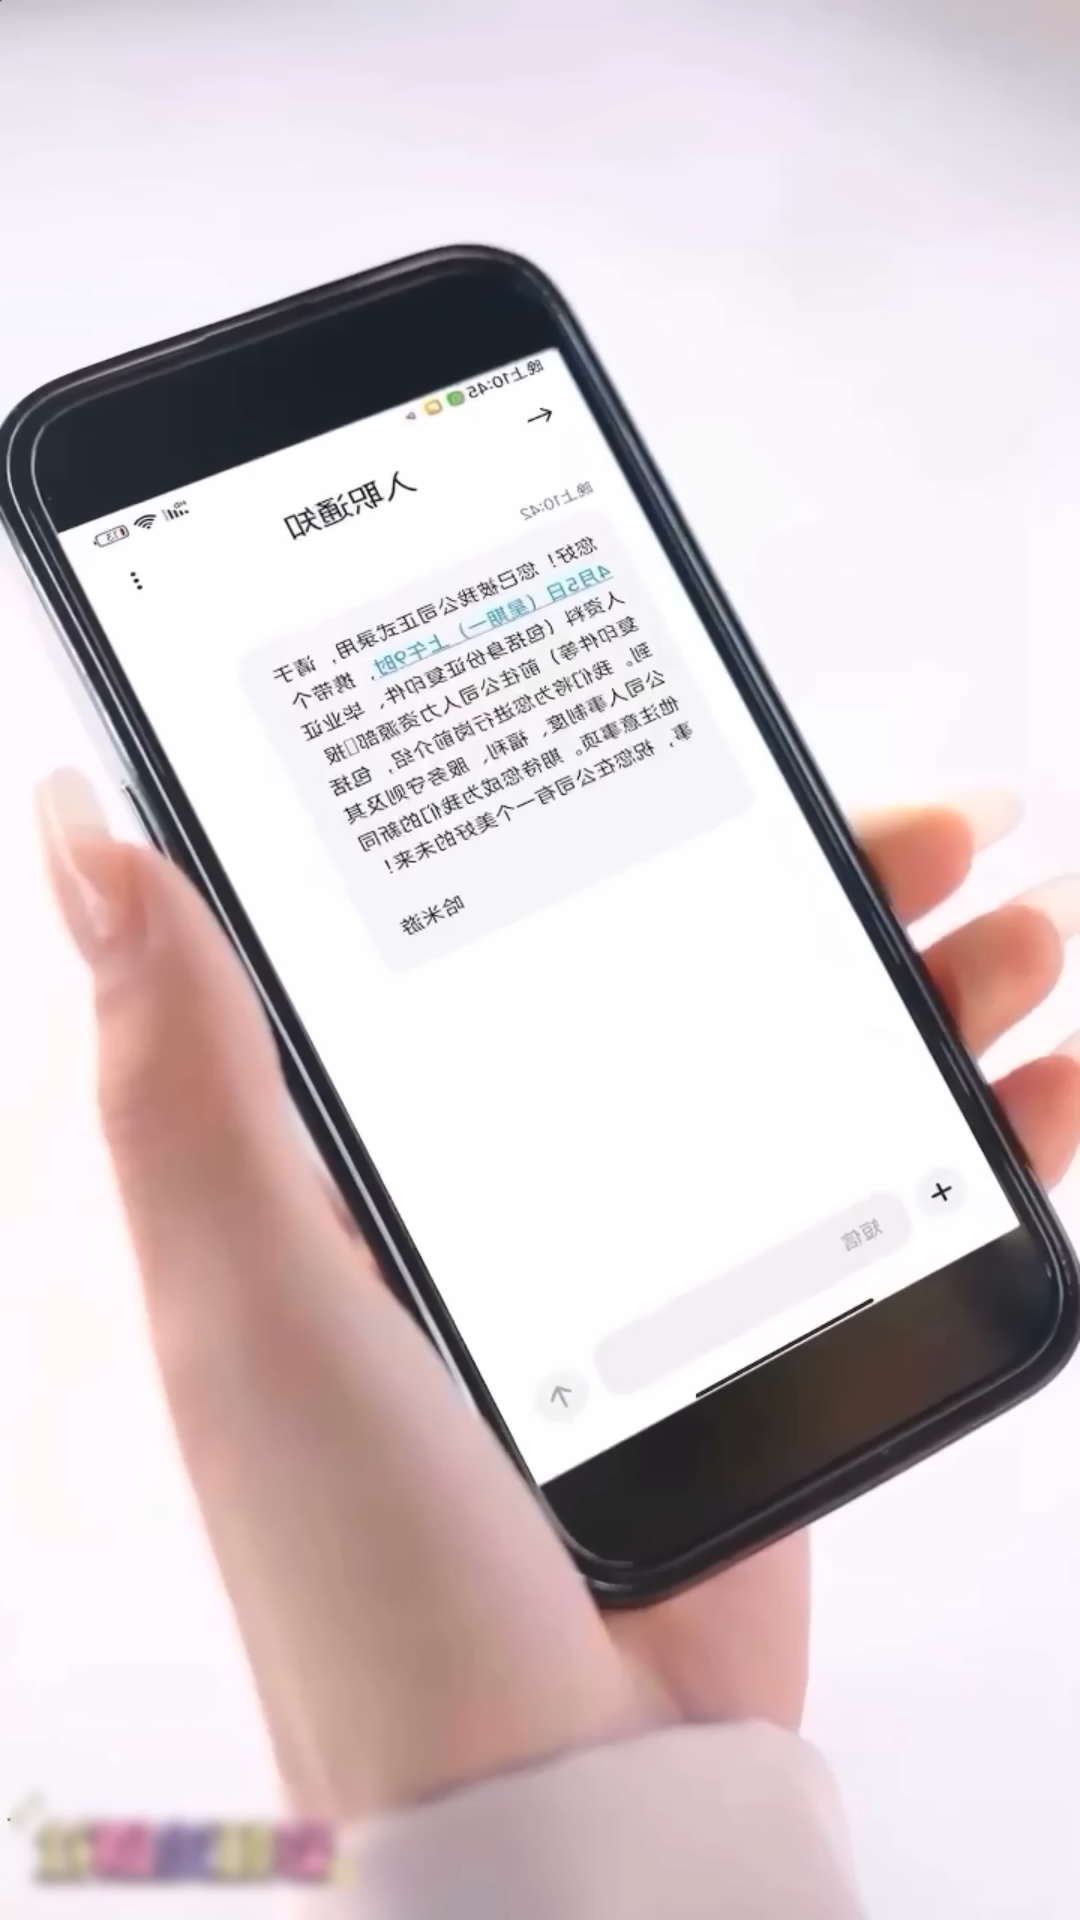 晚上10:45
HD
13
入职通知
晚上10:42
您好！您已被我公司正式录用，请于
4月5日（星期一）上午9时，携带个
人资料（包括身份证复印件、毕业证
复印件等）前往公司人力资源部报
到。我们将为您进行岗前介绍，包括
公司人事制度、福利、服务守则及其
他注意事项。期待您成为我们的新同
事，祝您在公司有一个美好的未来！
哈米游
短信